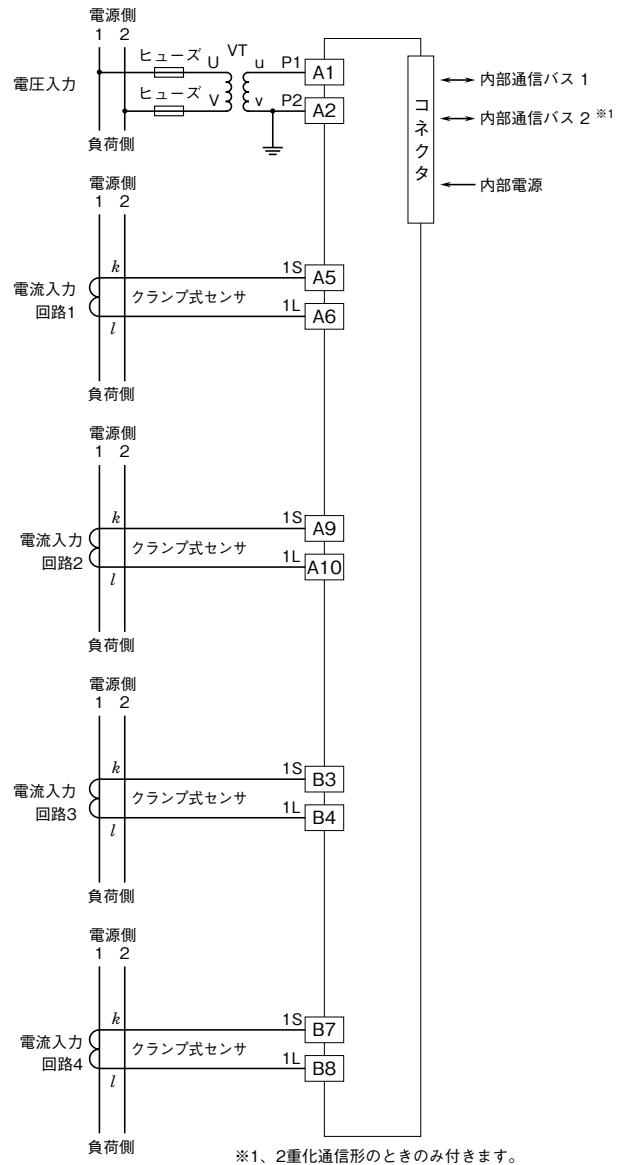 電源側
1 2
電圧入力
ヒューズ U VT u P1 A1
ヒューズ V v P2 A2
負荷側
コネクタ
内部通信バス 1
内部通信バス 2 ※1
内部電源
電源側
1 2
電流入力
回路1
k 1S A5
クランプ式センサ
l 1L A6
負荷側
電源側
1 2
電流入力
回路2
k 1S A9
クランプ式センサ
l 1L A10
負荷側
電源側
1 2
電流入力
回路3
k 1S B3
クランプ式センサ
l 1L B4
負荷側
電源側
1 2
電流入力
回路4
k 1S B7
クランプ式センサ
l 1L B8
負荷側
※1、2重化通信形のときのみ付きます。